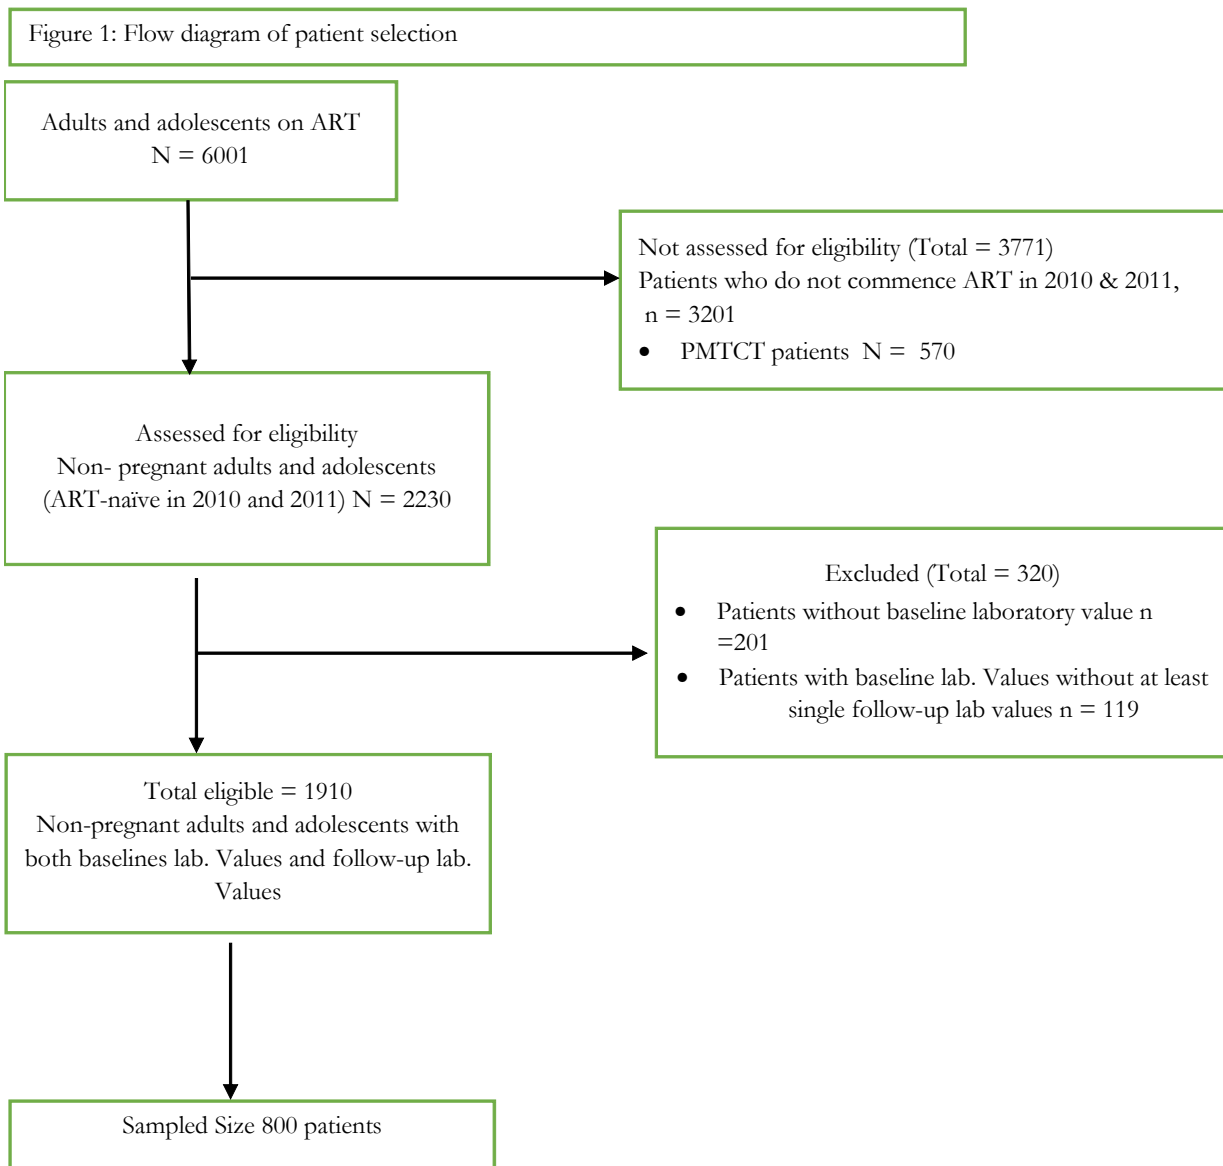 Figure 1: Flow diagram of patient selection
Adults and adolescents on ART
N = 6001
Not assessed for eligibility (Total = 3771)
Patients who do not commence ART in 2010 & 2011,
n = 3201
• PMTCT patients N = 570
Assessed for eligibility
Non- pregnant adults and adolescents
(ART-naïve in 2010 and 2011) N = 2230
Excluded (Total = 320)
• Patients without baseline laboratory value n
=201
• Patients with baseline lab. Values without at least
single follow-up lab values n = 119
Total eligible = 1910
Non-pregnant adults and adolescents with
both baselines lab. Values and follow-up lab.
Values
Sampled Size 800 patients